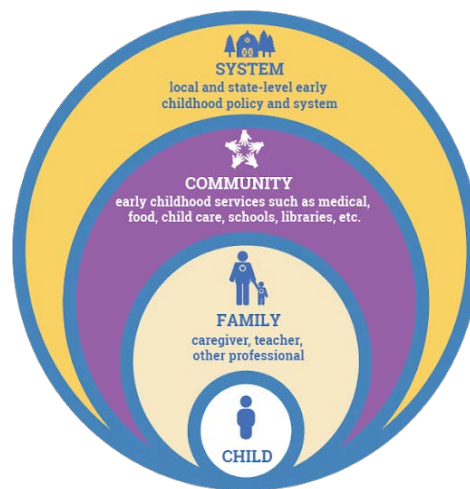 SYSTEM
local and state-level early
childhood policy and system
COMMUNITY
early childhood services such as medical,
food, child care, schools, libraries, etc.
FAMILY
caregiver, teacher,
other professional
CHILD